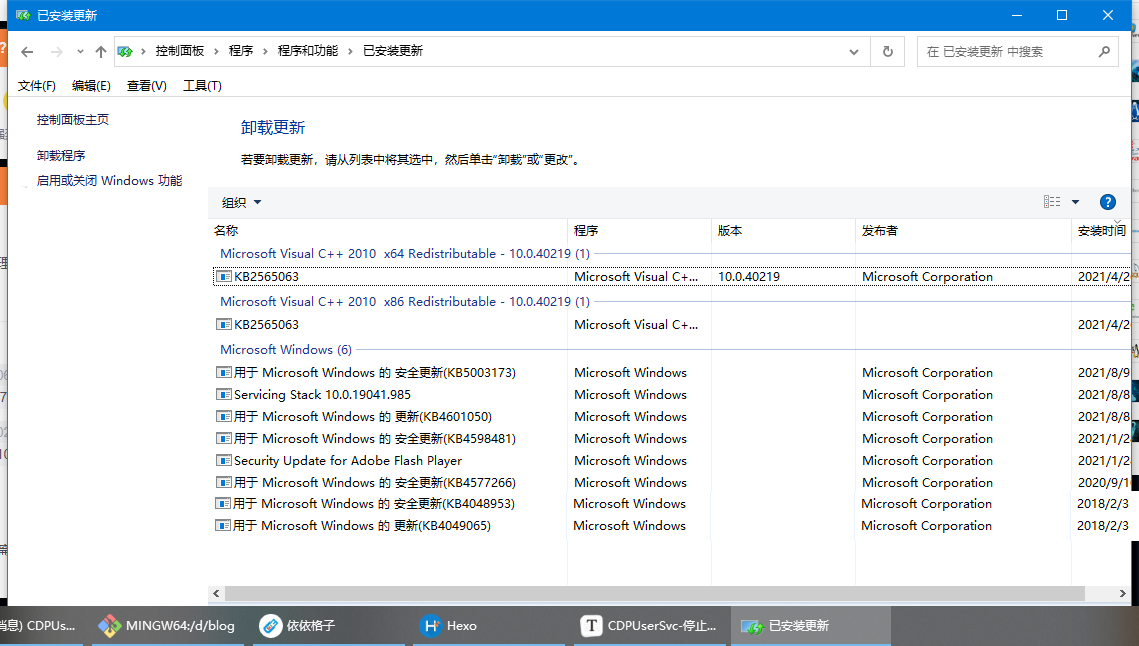 已安装更新
控制面板 > 程序 > 程序和功能 > 已安装更新
在 已安装更新 中搜索
文件(F) 编辑(E) 查看(V) 工具(T)
控制面板主页
卸载程序
启用或关闭 Windows 功能
卸载更新
若要卸载更新，请从列表中将其选中，然后单击“卸载”或“更改”。
组织
名称 程序 版本 发布者 安装时间
Microsoft Visual C++ 2010 x64 Redistributable - 10.0.40219 (1)
KB2565063 Microsoft Visual C+... 10.0.40219 Microsoft Corporation 2021/4/2
Microsoft Visual C++ 2010 x86 Redistributable - 10.0.40219 (1)
KB2565063 Microsoft Visual C+... 2021/4/2
Microsoft Windows (6)
用于 Microsoft Windows 的 安全更新(KB5003173) Microsoft Windows Microsoft Corporation 2021/8/9
Servicing Stack 10.0.19041.985 Microsoft Windows Microsoft Corporation 2021/8/8
用于 Microsoft Windows 的 更新(KB4601050) Microsoft Windows Microsoft Corporation 2021/8/8
用于 Microsoft Windows 的 安全更新(KB4598481) Microsoft Windows Microsoft Corporation 2021/1/2
Security Update for Adobe Flash Player Microsoft Windows Microsoft Corporation 2021/1/2
用于 Microsoft Windows 的 安全更新(KB4577266) Microsoft Windows Microsoft Corporation 2020/9/1
用于 Microsoft Windows 的 安全更新(KB4048953) Microsoft Windows Microsoft Corporation 2018/2/3
用于 Microsoft Windows 的 更新(KB4049065) Microsoft Windows Microsoft Corporation 2018/2/3
消息) CDPUs... MINGW64:/d/blog 依依格子 Hexo CDPUserSvc-停止... 已安装更新